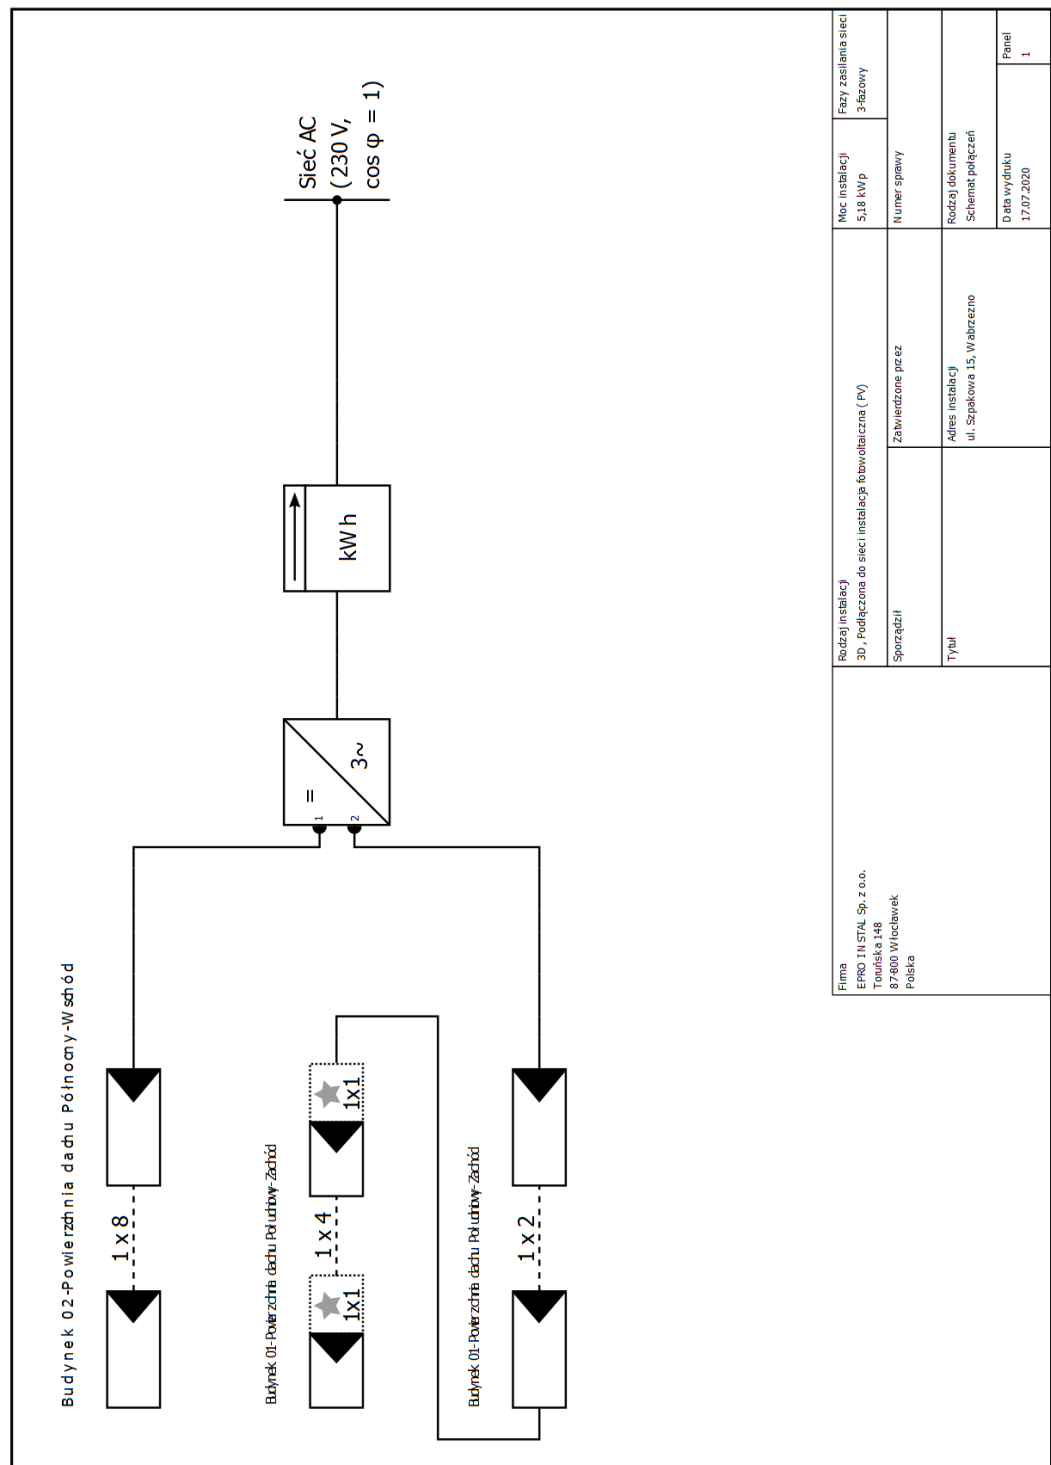 Sieć AC
(230 V,
cos φ = 1)
kWh
=
3~
1
2
Budynek 02-Powierzchnia dachu Północny-Wschód
1 x 8
Budynek 01-Powierzchnia dachu Południowy-Zachód
1x1
1 x 4
1x1
Budynek 01-Powierzchnia dachu Południowy-Zachód
1 x 2
Firma
EPRO INSTAL Sp. z o.o.
Toruńska 148
87-800 Włocławek
Polska
Rodzaj instalacji
3D, Podłączona do sieci instalacja fotowoltaiczna (PV)
Moc instalacji
5,18 kWp
Fazy zasilania sieci
3-fazowy
Sporządził
Zatwierdzone przez
Numer sprawy
Tytuł
Adres instalacji
ul. Szpakowa 15, Wabrzezno
Rodzaj dokumentu
Schemat połączeń
Data wydruku
17.07.2020
Panel
1